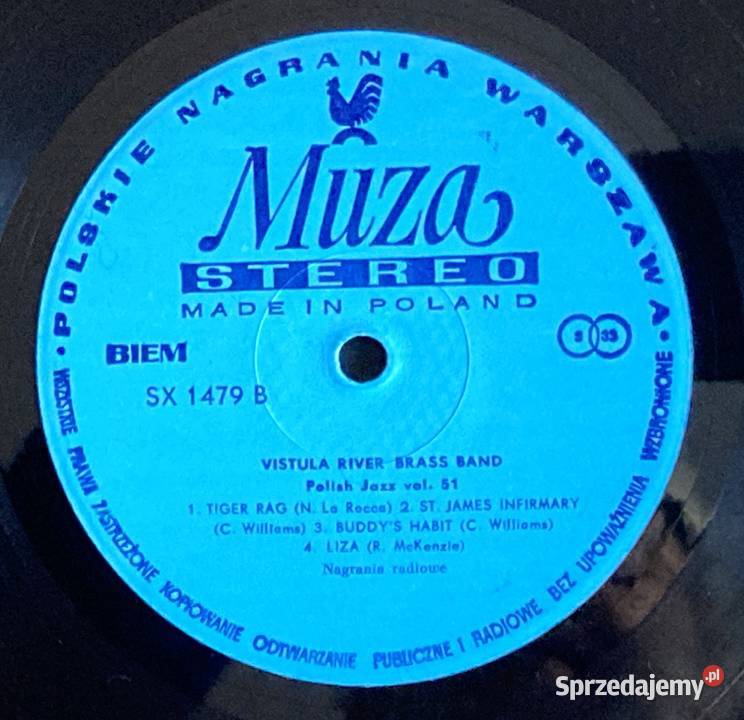 POLSKIE NAGRANIA WARSZAWA
Muza
STEREO
MADE IN POLAND
BIEM
S 33
SX 1479 B
VISTULA RIVER BRASS BAND
Polish Jazz vol. 51
1. TIGER RAG (N. La Rocca) 2. ST. JAMES INFIRMARY
(C. Williams) 3. BUDDY'S HABIT (C. Williams)
4. LIZA (R. McKenzie)
Nagrania radiowe
WSZYSTKIE PRAWA ZASTRZEŻONE KOPIOWANIE ODTWARZANIE PUBLICZNE I RADIOWE BEZ UPOWAŻNIENIA WZBRONIONE
Sprzedajemy.pl